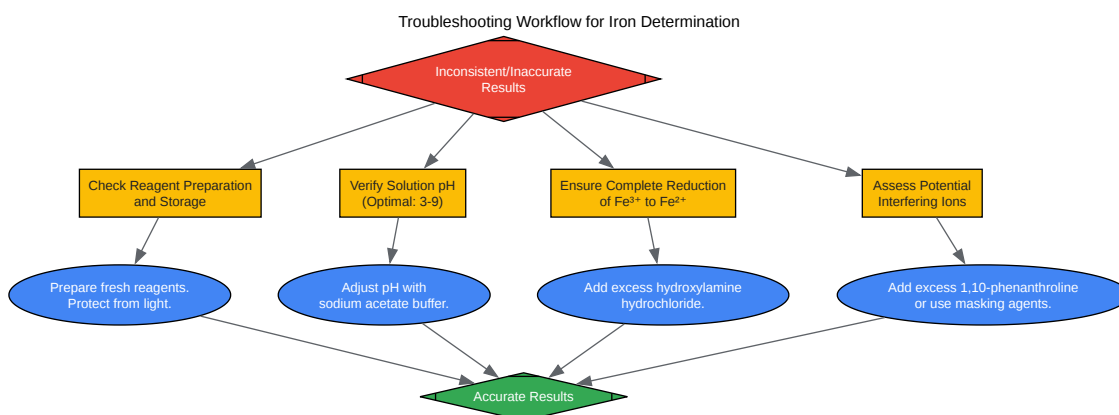 Troubleshooting Workflow for Iron Determination
Inconsistent/Inaccurate
Results
Check Reagent Preparation
and Storage
Verify Solution pH
(Optimal: 3-9)
Ensure Complete Reduction
of Fe³⁺ to Fe²⁺
Assess Potential
Interfering Ions
Prepare fresh reagents.
Protect from light.
Adjust pH with
sodium acetate buffer.
Add excess hydroxylamine
hydrochloride.
Add excess 1,10-phenanthroline
or use masking agents.
Accurate Results